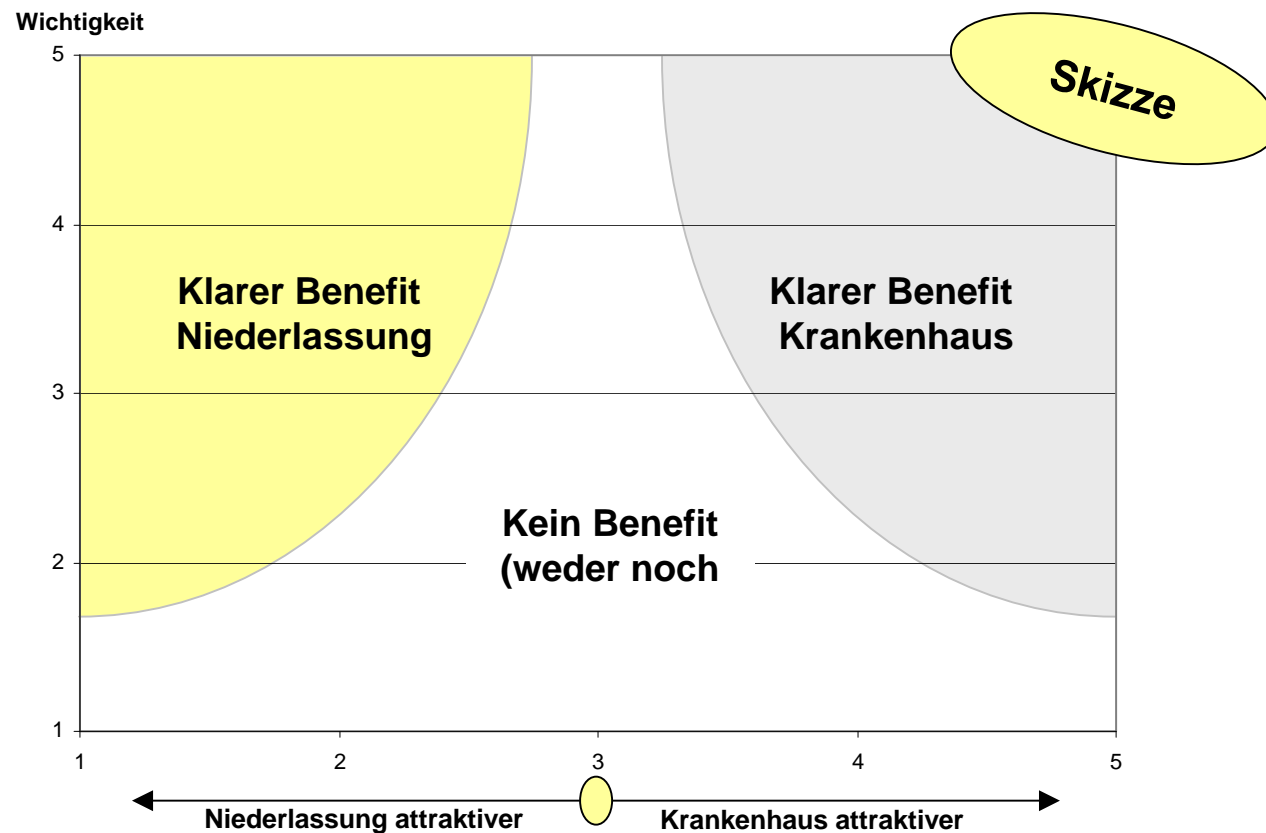 Wichtigkeit
5
Skizze
4
Klarer Benefit
Niederlassung
Klarer Benefit
Krankenhaus
3
Kein Benefit
(weder noch
2
1
1 2 3 4 5
Niederlassung attraktiver Krankenhaus attraktiver